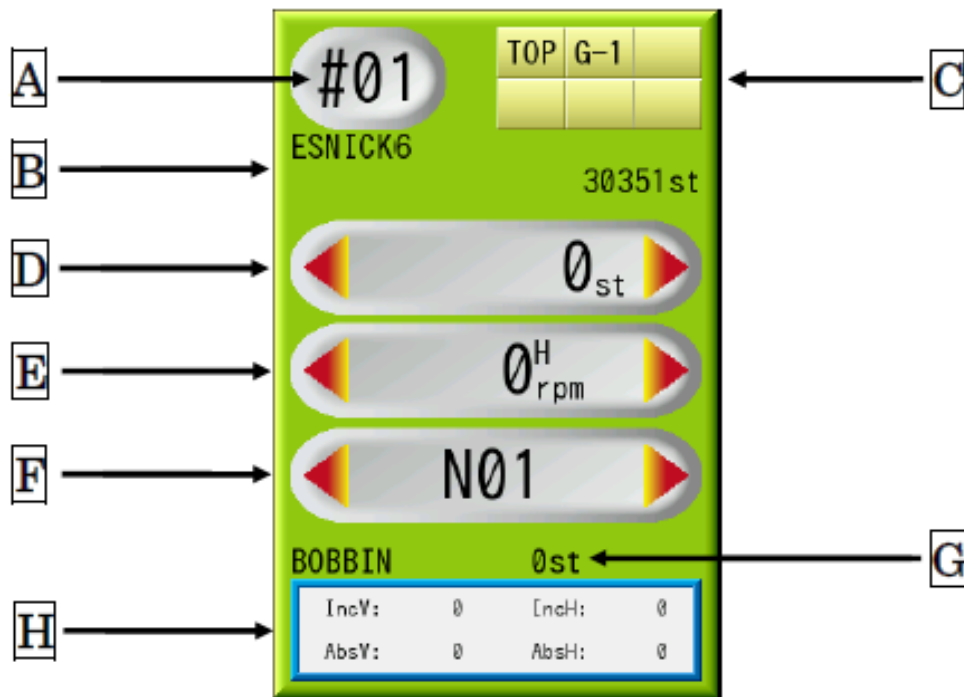 A
#01
TOP G-1
C
ESNICK6
B
30351st
D
0st
E
0H rpm
F
N01
BOBBIN 0st
G
H
IncV: 0 IncH: 0
AbsV: 0 AbsH: 0